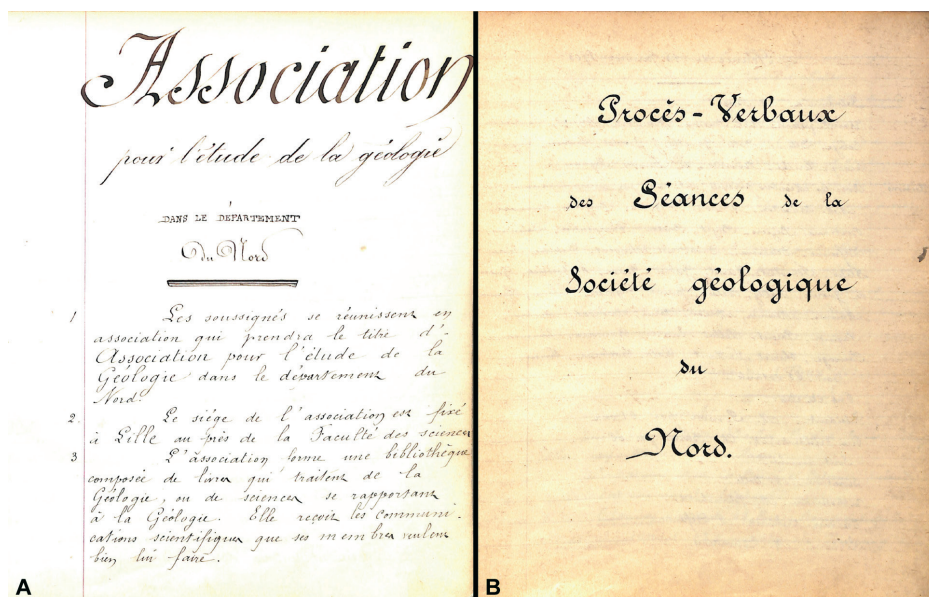 Association
pour l'étude de la géologie
DANS LE DÉPARTEMENT
du Nord
1 Les soussignés se réunissent en
association qui prendra le titre d'
Association pour l'étude de la
Géologie dans le département du
Nord.
2. Le siége de l'association est fixé
à Lille au près de la Faculté des sciences
3 L'association forme une bibliothèque
composée de livres qui traitent de la
Géologie, ou de sciences se rapportant
à la Géologie. Elle reçoit les communi-
cations scientifiques que ses membres veulent
bien lui faire.
A
Procès-Verbaux
des Séances de la
Société géologique
du
Nord.
B